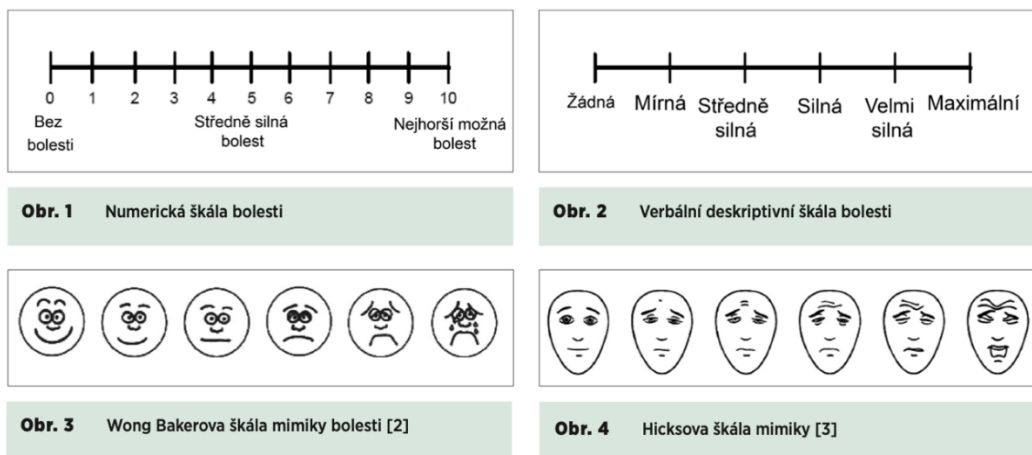 0 1 2 3 4 5 6 7 8 9 10
Bez
bolesti
Středně silná
bolest
Nejhorší možná
bolest
Obr. 1 Numerická škála bolesti
Žádná Mírná Středně
silná
Silná Velmi
silná
Maximální
Obr. 2 Verbální deskriptivní škála bolesti
Obr. 3 Wong Bakerova škála mimiky bolesti [2]
Obr. 4 Hicksova škála mimiky [3]